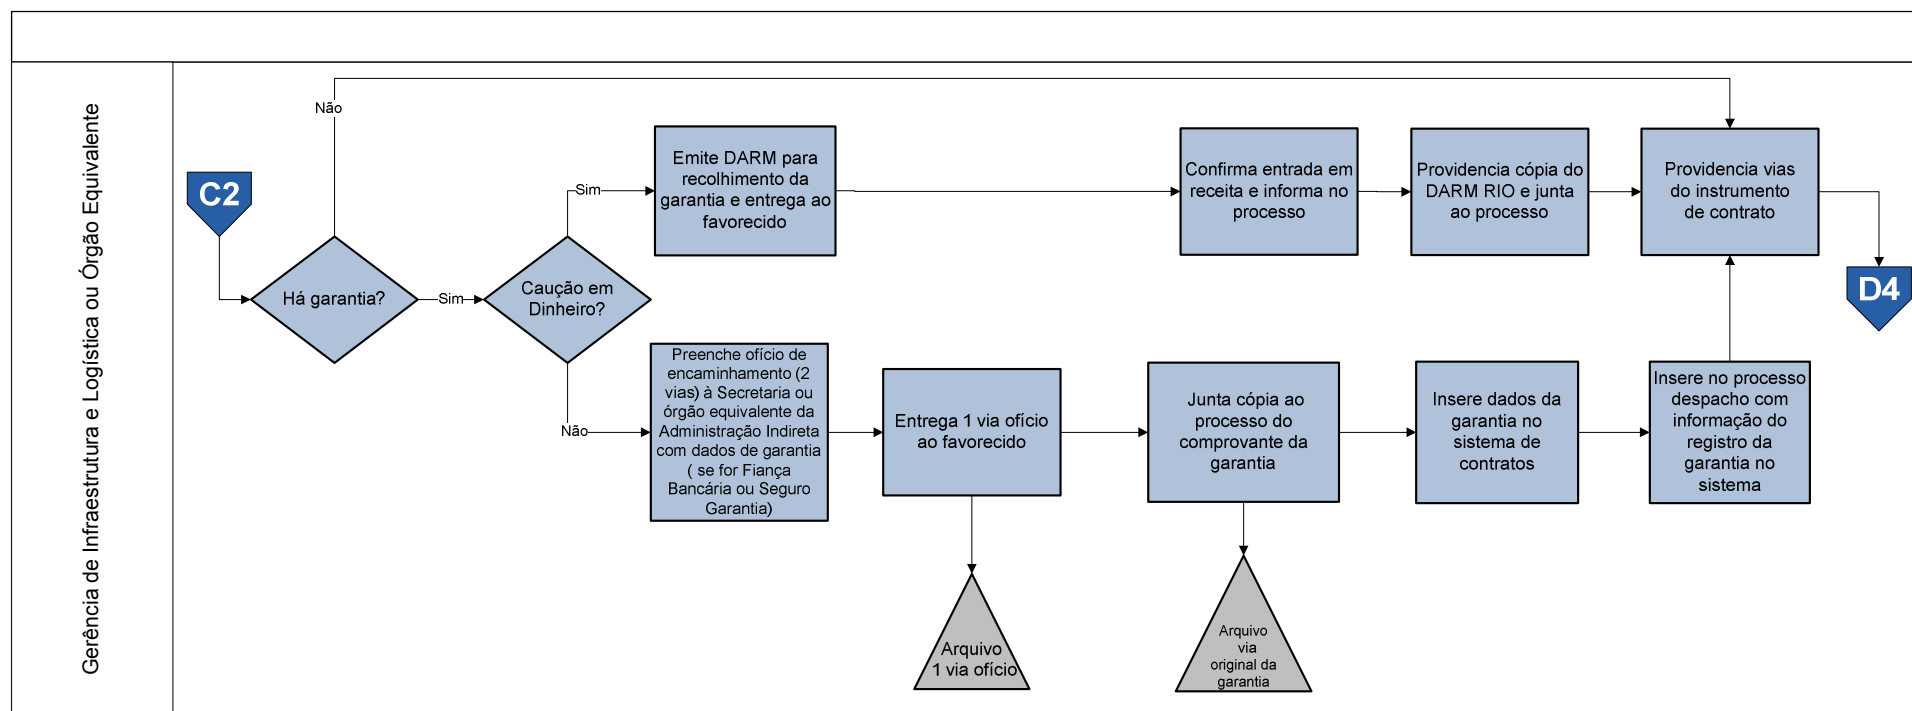 Gerência de Infraestrutura e Logística ou Órgão Equivalente
C2
Há garantia?
Não
Sim
Caução em
Dinheiro?
Sim
Emite DARM para
recolhimento da
garantia e entrega ao
favorecido
Confirma entrada em
receita e informa no
processo
Providencia cópia do
DARM RIO e junta
ao processo
Providencia vias
do instrumento
de contrato
D4
Não
Preenche ofício de
encaminhamento (2
vias) à Secretaria ou
órgão equivalente da
Administração Indireta
com dados de garantia
( se for Fiança
Bancária ou Seguro
Garantia)
Entrega 1 via ofício
ao favorecido
Junta cópia ao
processo do
comprovante da
garantia
Insere dados da
garantia no
sistema de
contratos
Insere no processo
despacho com
informação do
registro da
garantia no
sistema
Arquivo
1 via ofício
Arquivo
via
original da
garantia